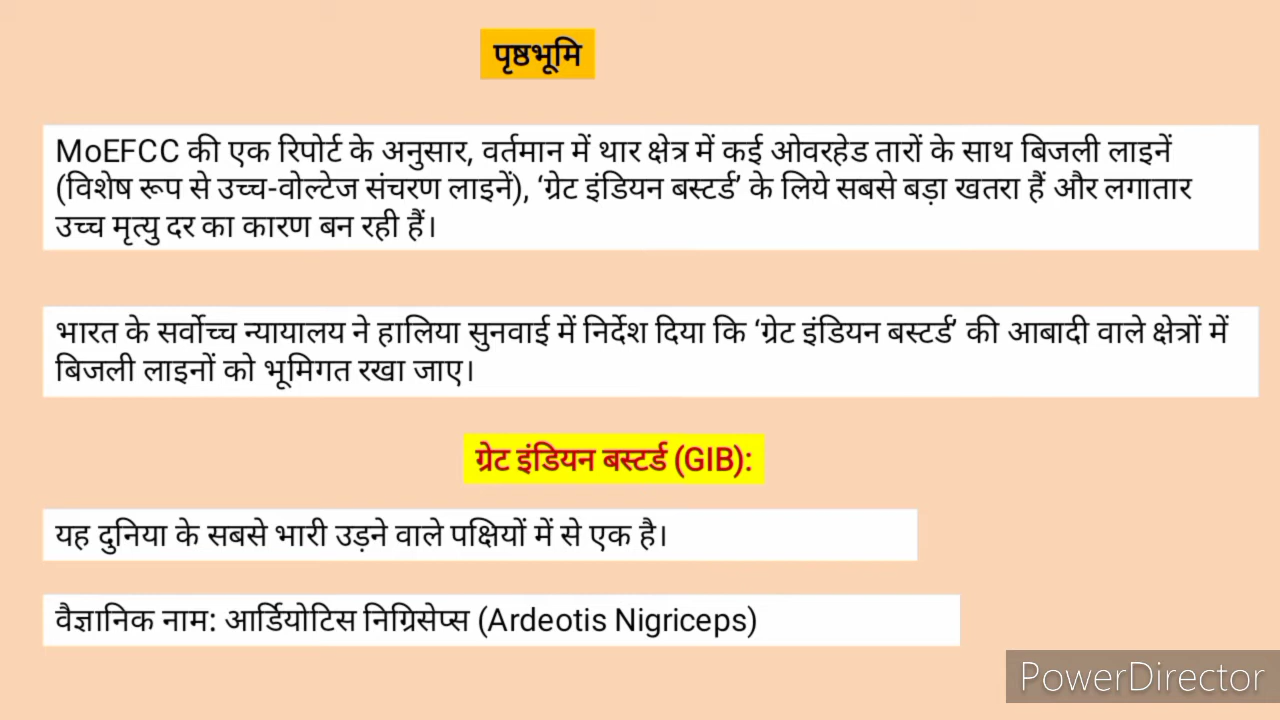 पृष्ठभूमि
MoEFCC की एक रिपोर्ट के अनुसार, वर्तमान में थार क्षेत्र में कई ओवरहेड तारों के साथ बिजली लाइनें
(विशेष रूप से उच्च-वोल्टेज संचरण लाइनें), ‘ग्रेट इंडियन बस्टर्ड’ के लिये सबसे बड़ा खतरा हैं और लगातार
उच्च मृत्यु दर का कारण बन रही हैं।
भारत के सर्वोच्च न्यायालय ने हालिया सुनवाई में निर्देश दिया कि ‘ग्रेट इंडियन बस्टर्ड’ की आबादी वाले क्षेत्रों में
बिजली लाइनों को भूमिगत रखा जाए।
ग्रेट इंडियन बस्टर्ड (GIB):
यह दुनिया के सबसे भारी उड़ने वाले पक्षियों में से एक है।
वैज्ञानिक नाम: आर्डियोटिस निग्रिसेप्स (Ardeotis Nigriceps)
PowerDirector